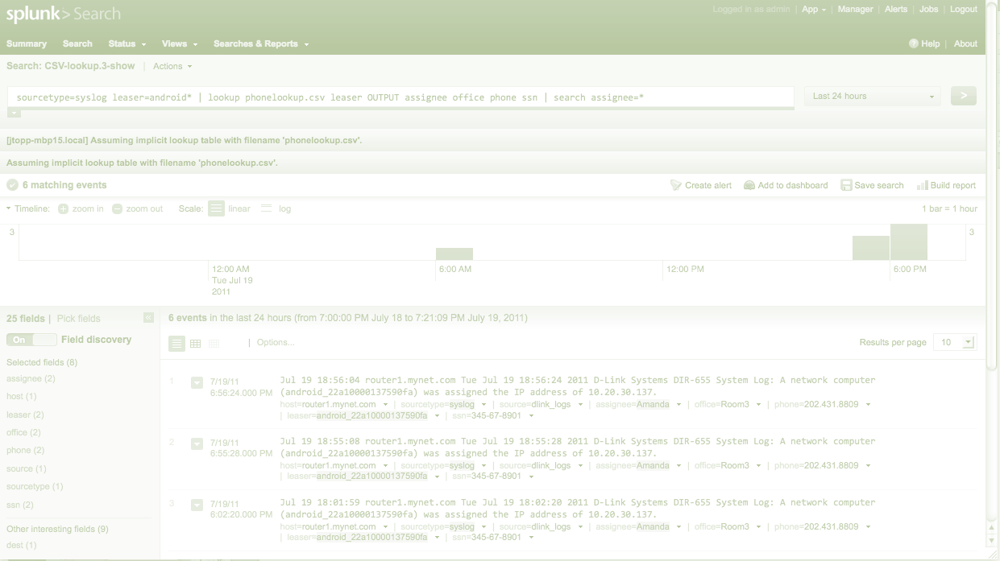 splunk> Search
Logged in as admin | App | Manager | Alerts | Jobs | Logout
Summary Search Status Views Searches & Reports
? Help | About
Search: CSV-lookup.3-show | Actions
sourcetype=syslog leaser=android* | lookup phonelookup.csv leaser OUTPUT assignee office phone ssn | search assignee=*
Last 24 hours
>
[jtopp-mbp15.local] Assuming implicit lookup table with filename 'phonelookup.csv'.
Assuming implicit lookup table with filename 'phonelookup.csv'.
6 matching events
Create alert Add to dashboard Save search Build report
Timeline: zoom in zoom out Scale: linear log
1 bar = 1 hour
3
3
12:00 AM 6:00 AM 12:00 PM 6:00 PM
Tue Jul 19
2011
25 fields | Pick fields
«
On Field discovery
Selected fields (8)
assignee (2)
host (1)
leaser (2)
office (2)
phone (2)
source (1)
sourcetype (1)
ssn (2)
Other interesting fields (9)
dest (1)
6 events in the last 24 hours (from 7:00:00 PM July 18 to 7:21:09 PM July 19, 2011)
| Options...
Results per page 10
1 7/19/11 Jul 19 18:56:04 router1.mynet.com Tue Jul 19 18:56:24 2011 D-Link Systems DIR-655 System Log: A network computer
6:56:24.000 PM (android_22a10000137590fa) was assigned the IP address of 10.20.30.137.
host=router1.mynet.com | sourcetype=syslog | source=dlink_logs | assignee=Amanda | office=Room3 | phone=202.431.8809
| leaser=android_22a10000137590fa | ssn=345-67-8901
2 7/19/11 Jul 19 18:55:08 router1.mynet.com Tue Jul 19 18:55:28 2011 D-Link Systems DIR-655 System Log: A network computer
6:55:28.000 PM (android_22a10000137590fa) was assigned the IP address of 10.20.30.137.
host=router1.mynet.com | sourcetype=syslog | source=dlink_logs | assignee=Amanda | office=Room3 | phone=202.431.8809
| leaser=android_22a10000137590fa | ssn=345-67-8901
3 7/19/11 Jul 19 18:01:59 router1.mynet.com Tue Jul 19 18:02:20 2011 D-Link Systems DIR-655 System Log: A network computer
6:02:20.000 PM (android_22a10000137590fa) was assigned the IP address of 10.20.30.137.
host=router1.mynet.com | sourcetype=syslog | source=dlink_logs | assignee=Amanda | office=Room3 | phone=202.431.8809
| leaser=android_22a10000137590fa | ssn=345-67-8901